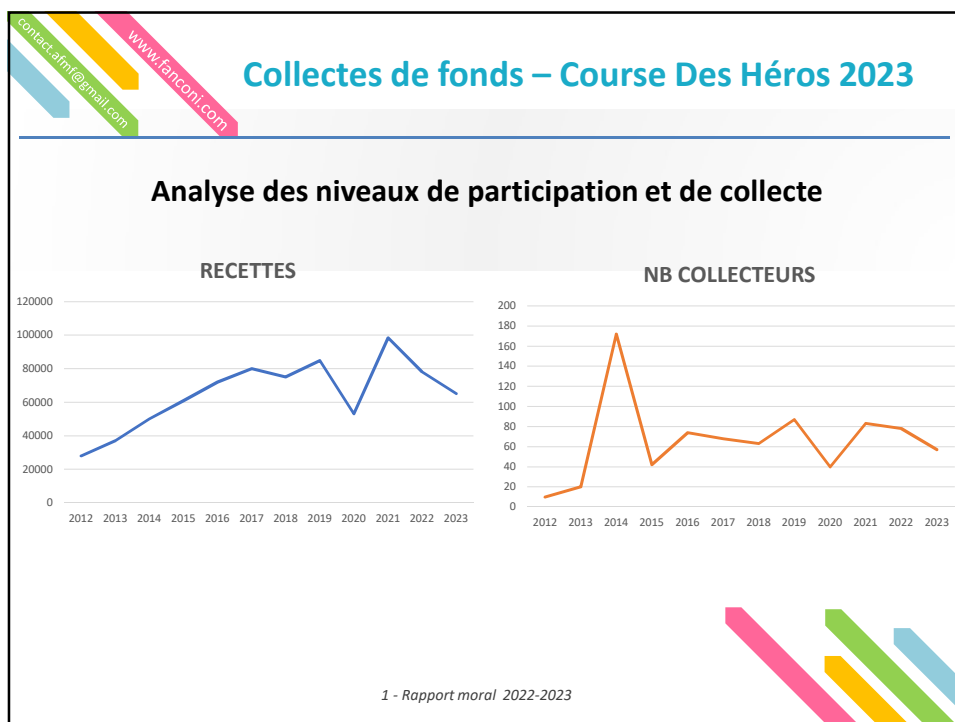 contact.afmf@gmail.com
www.fanconi.com
Collectes de fonds – Course Des Héros 2023
Analyse des niveaux de participation et de collecte
RECETTES
120000
100000
80000
60000
40000
20000
0
2012 2013 2014 2015 2016 2017 2018 2019 2020 2021 2022 2023
NB COLLECTEURS
200
180
160
140
120
100
80
60
40
20
0
2012 2013 2014 2015 2016 2017 2018 2019 2020 2021 2022 2023
1 - Rapport moral 2022-2023